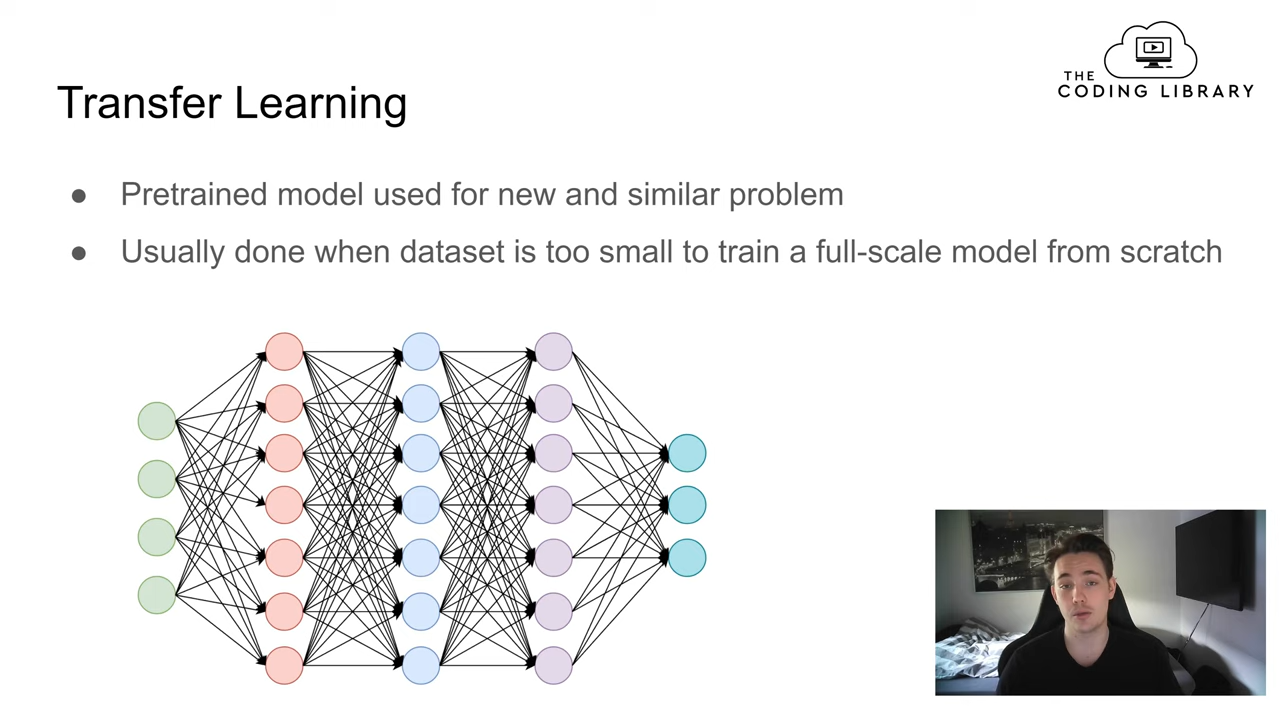 THE
CODING LIBRARY
Transfer Learning
● Pretrained model used for new and similar problem
● Usually done when dataset is too small to train a full-scale model from scratch